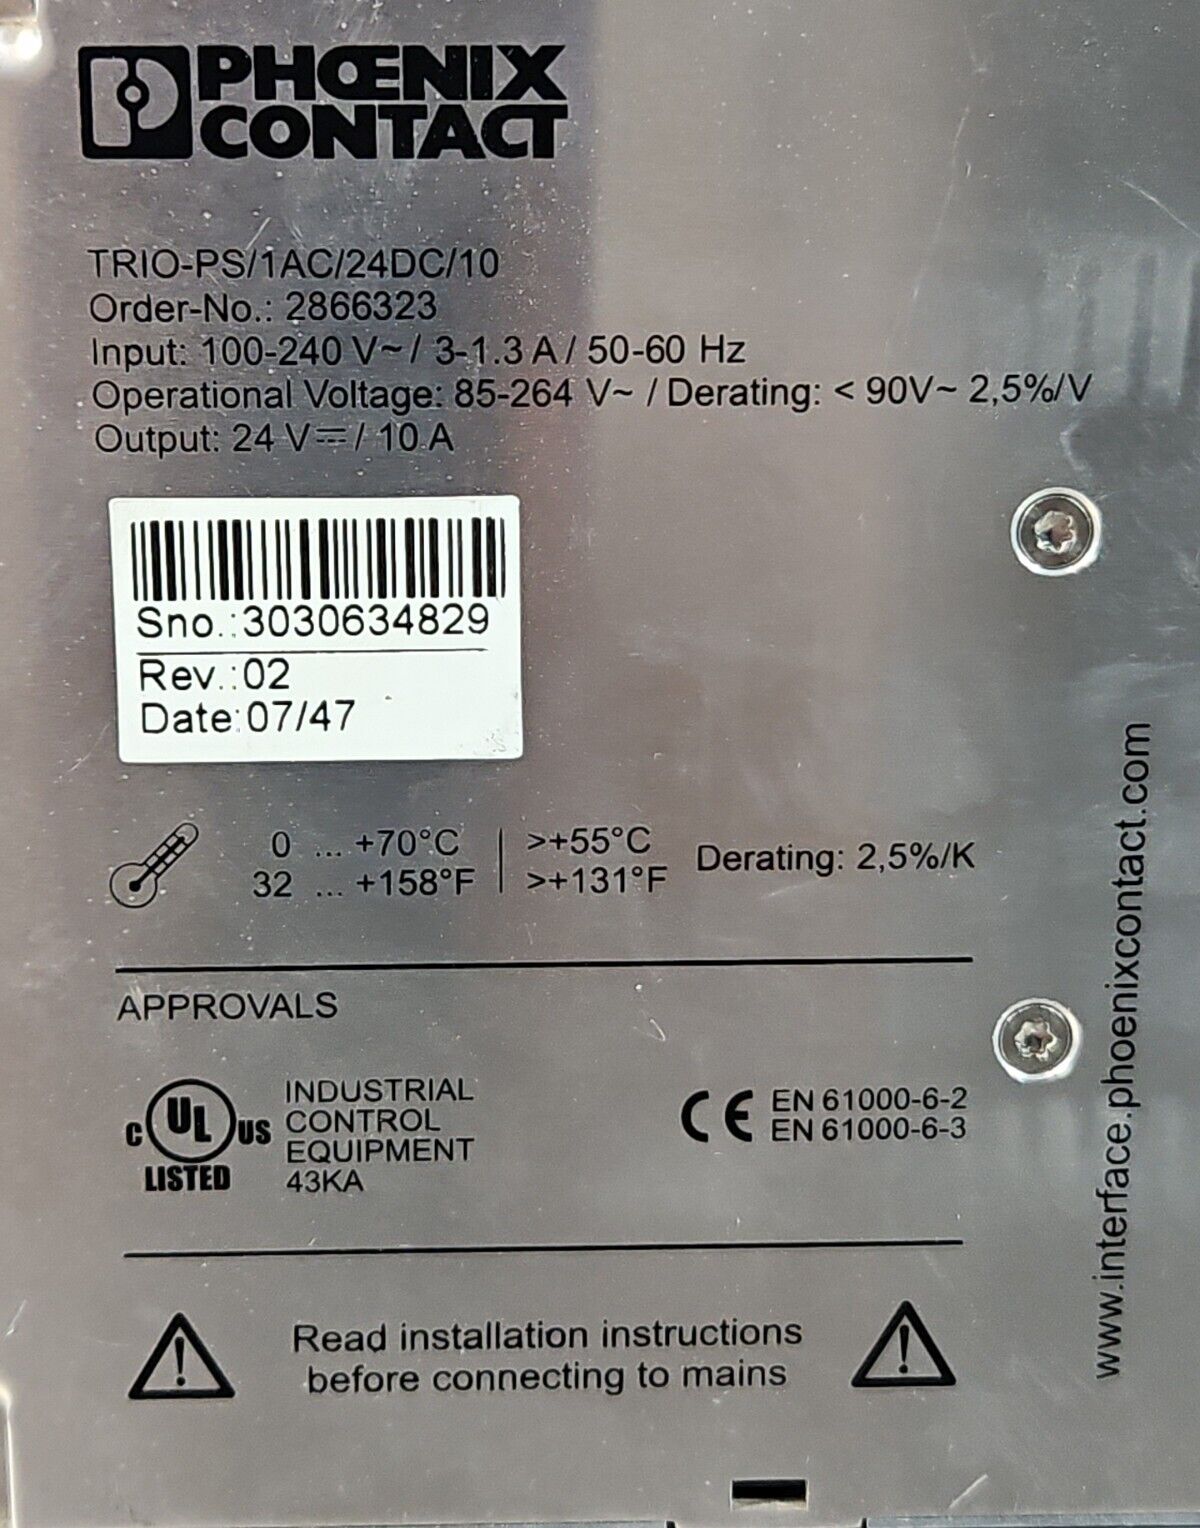 PHŒNIX
CONTACT
TRIO-PS/1AC/24DC/10
Order-No.: 2866323
Input: 100-240 V~ / 3-1.3 A / 50-60 Hz
Operational Voltage: 85-264 V~ / Derating: < 90V~ 2,5%/V
Output: 24 V⎓/ 10 A
Sno.:3030634829
Rev.:02
Date:07/47
0 ... +70°C | >+55°C
32 ... +158°F | >+131°F
Derating: 2,5%/K
APPROVALS
c UL US
LISTED
INDUSTRIAL
CONTROL
EQUIPMENT
43KA
CE
EN 61000-6-2
EN 61000-6-3
Read installation instructions
before connecting to mains
www.interface.phoenixcontact.com